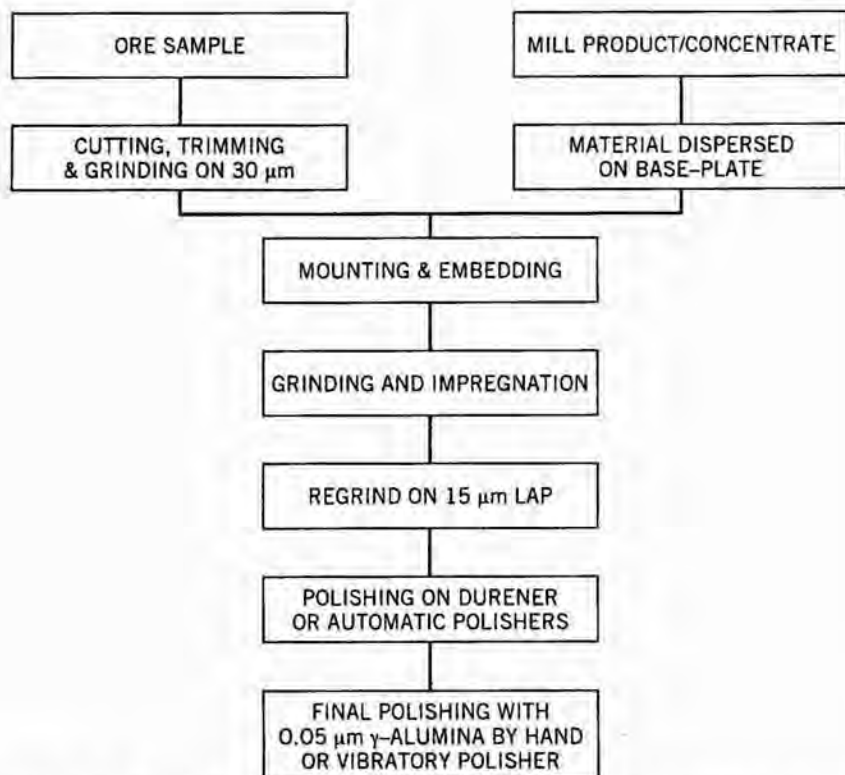 ORE SAMPLE
MILL PRODUCT/CONCENTRATE
CUTTING, TRIMMING
& GRINDING ON 30 µm
MATERIAL DISPERSED
ON BASE–PLATE
MOUNTING & EMBEDDING
GRINDING AND IMPREGNATION
REGRIND ON 15 µm LAP
POLISHING ON DURENER
OR AUTOMATIC POLISHERS
FINAL POLISHING WITH
0.05 µm γ–ALUMINA BY HAND
OR VIBRATORY POLISHER